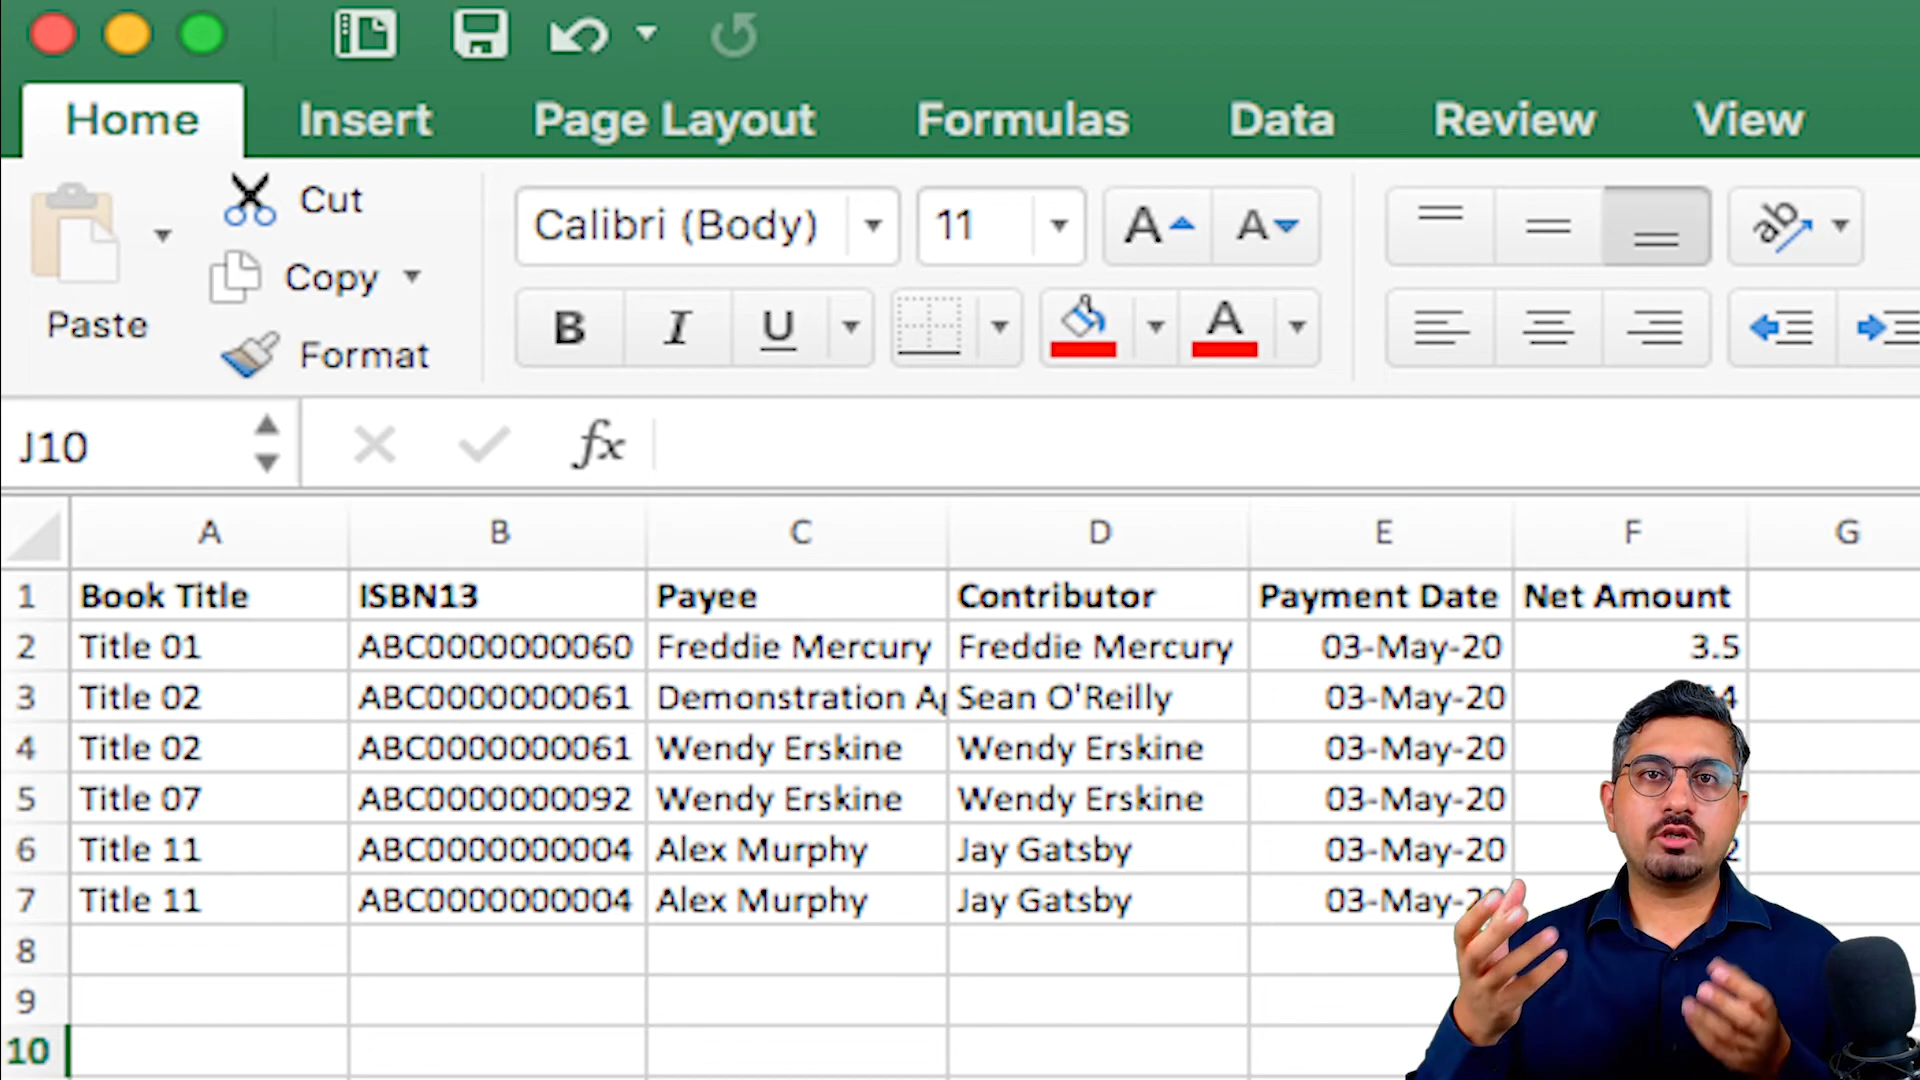 Home Insert Page Layout Formulas Data Review View
Cut
Copy
Paste
Format
Calibri (Body) 11 A A ab
B I U A
J10 fx
A B C D E F G
1 Book Title ISBN13 Payee Contributor Payment Date Net Amount
2 Title 01 ABC0000000060 Freddie Mercury Freddie Mercury 03-May-20 3.5
3 Title 02 ABC0000000061 Demonstration Sean O'Reilly 03-May-20
4 Title 02 ABC0000000061 Wendy Erskine Wendy Erskine 03-May-20
5 Title 07 ABC0000000092 Wendy Erskine Wendy Erskine 03-May-20
6 Title 11 ABC0000000004 Alex Murphy Jay Gatsby 03-May-20
7 Title 11 ABC0000000004 Alex Murphy Jay Gatsby
8
9
10